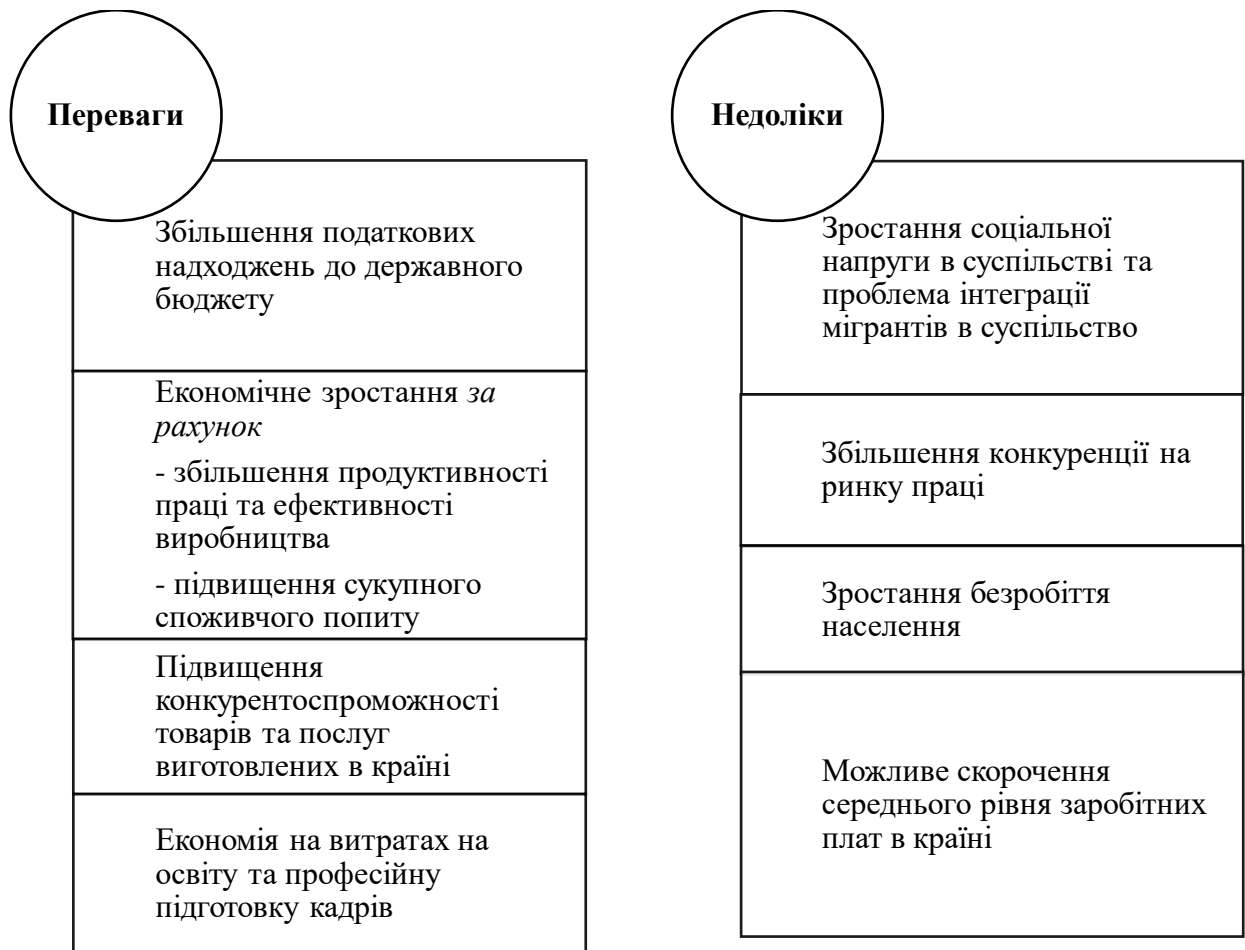 Переваги
Збільшення податкових
надходжень до державного
бюджету
Економічне зростання за
рахунок
- збільшення продуктивності
праці та ефективності
виробництва
- підвищення сукупного
споживчого попиту
Підвищення
конкурентоспроможності
товарів та послуг
виготовлених в країні
Економія на витратах на
освіту та професійну
підготовку кадрів
Недоліки
Зростання соціальної
напруги в суспільстві та
проблема інтеграції
мігрантів в суспільство
Збільшення конкуренції на
ринку праці
Зростання безробіття
населення
Можливе скорочення
середнього рівня заробітних
плат в країні